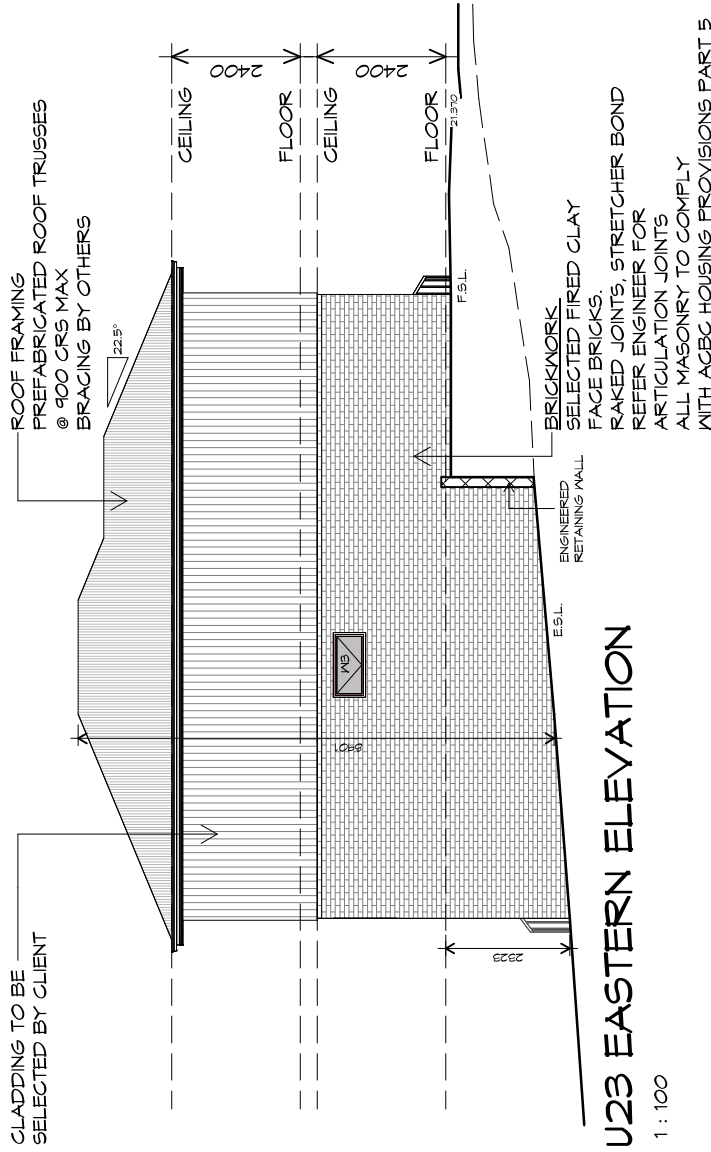 CLADDING TO BE
SELECTED BY CLIENT
ROOF FRAMING
PREFABRICATED ROOF TRUSSES
@ 900 CRS MAX
BRACING BY OTHERS
22.5°
CEILING
2400
FLOOR
CEILING
2400
FLOOR
21.370
F.S.L.
W3
8901
2323
E.S.L.
ENGINEERED
RETAINING WALL
BRICKWORK
SELECTED FIRED CLAY
FACE BRICKS.
RAKED JOINTS, STRETCHER BOND
REFER ENGINEER FOR
ARTICULATION JOINTS
ALL MASONRY TO COMPLY
WITH ACBC HOUSING PROVISIONS PART 5
U23 EASTERN ELEVATION
1 : 100